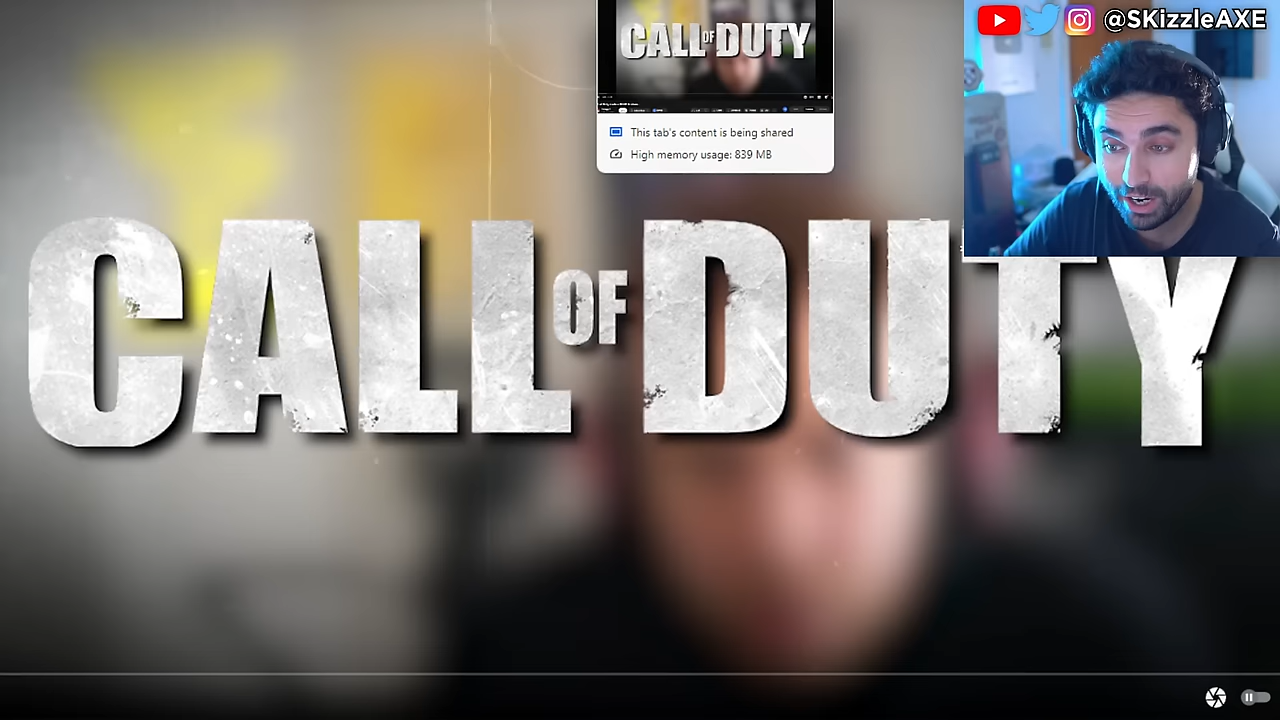 CALL OF DUTY
@SKizzleAXE
This tab's content is being shared
High memory usage: 839 MB
CALL OF DUTY